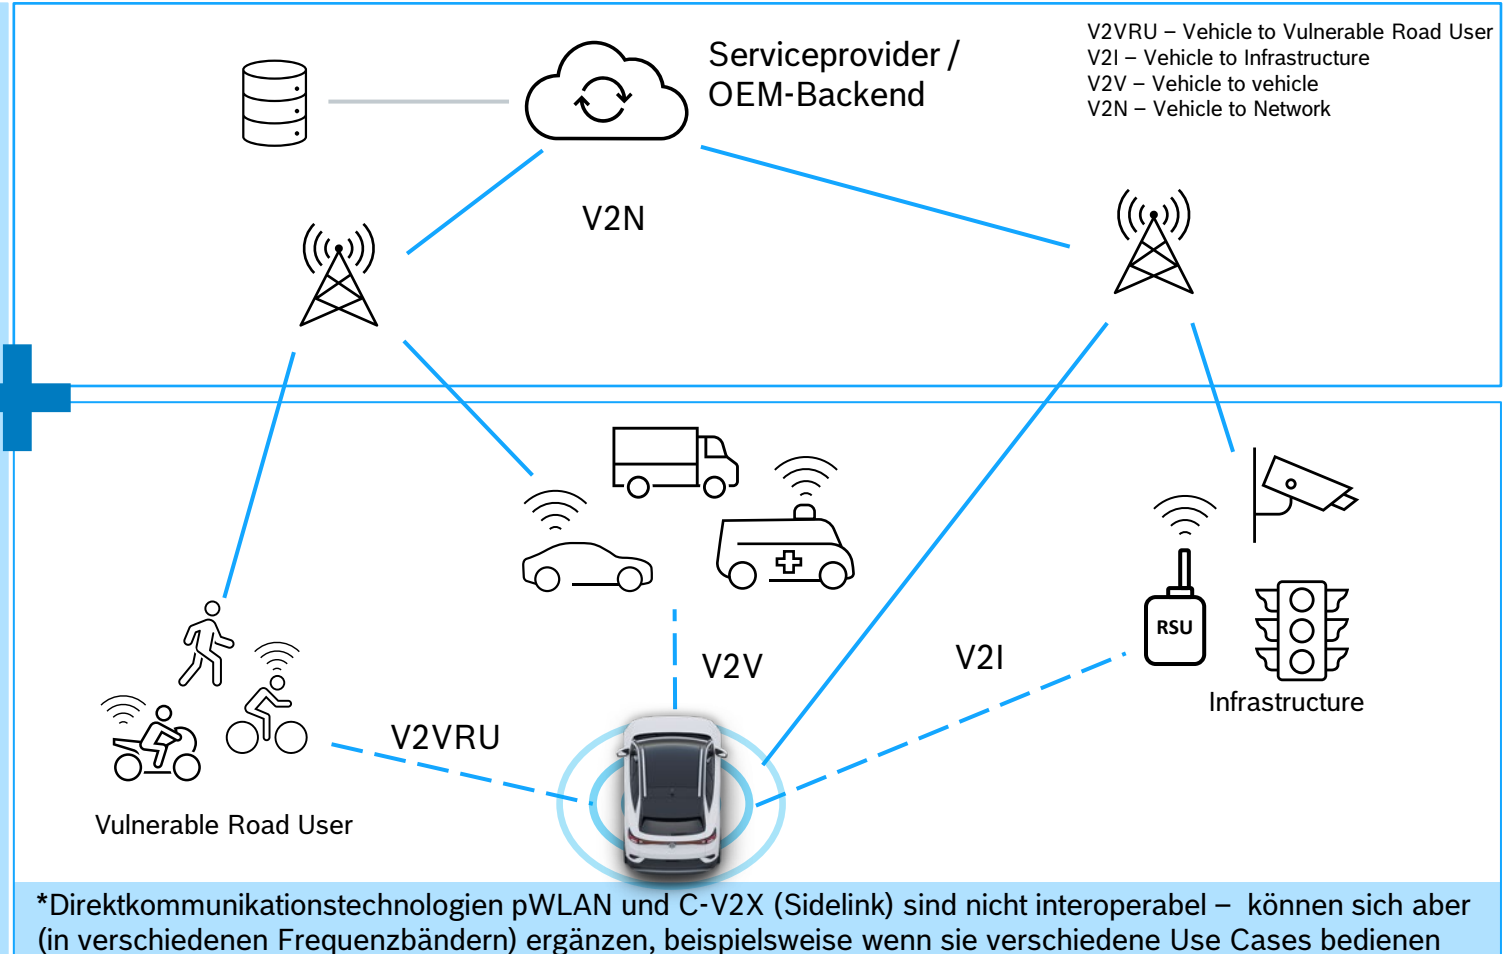 Serviceprovider /
OEM-Backend
V2VRU – Vehicle to Vulnerable Road User
V2I – Vehicle to Infrastructure
V2V – Vehicle to vehicle
V2N – Vehicle to Network
V2N
RSU
V2V
V2I
Infrastructure
V2VRU
Vulnerable Road User
*Direktkommunikationstechnologien pWLAN und C-V2X (Sidelink) sind nicht interoperabel – können sich aber
(in verschiedenen Frequenzbändern) ergänzen, beispielsweise wenn sie verschiedene Use Cases bedienen